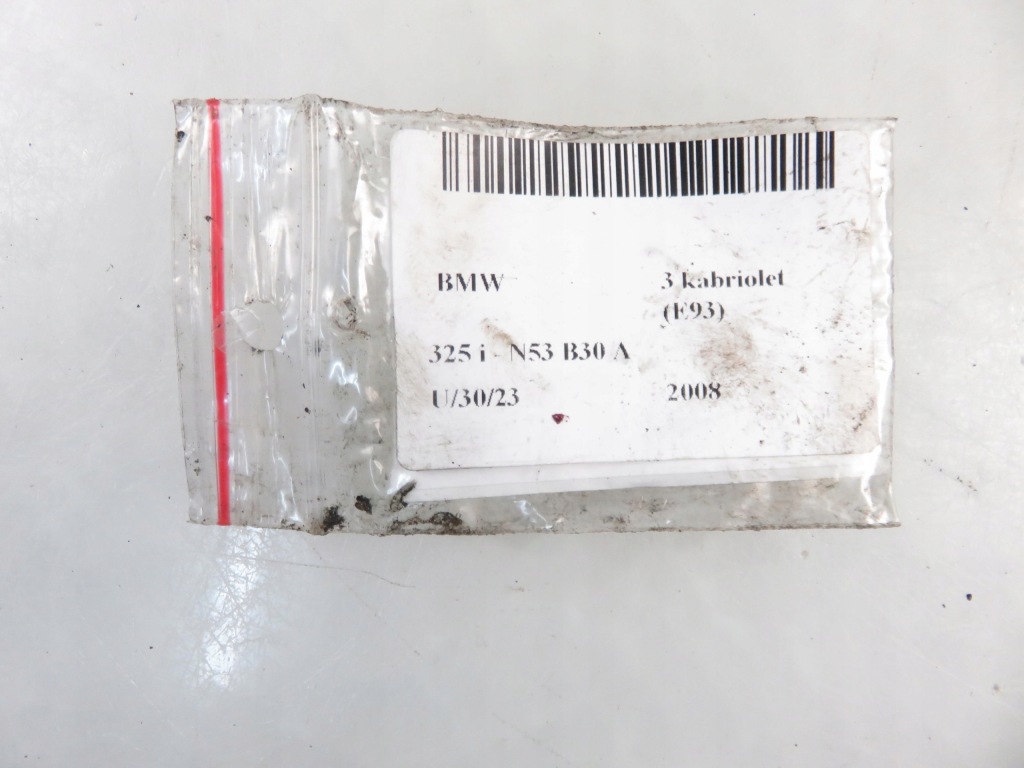 BMW 3 kabriolet
(E93)
325 i - N53 B30 A
U/30/23 2008